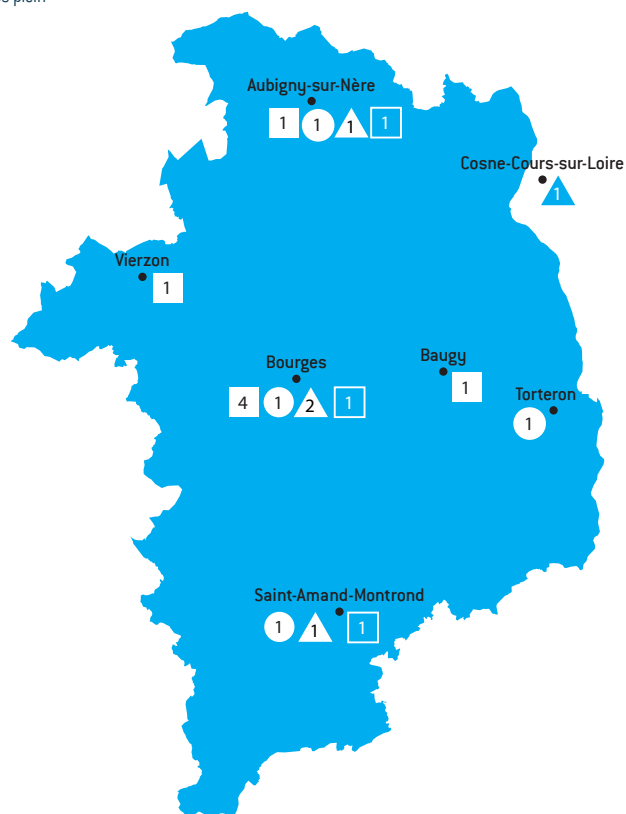 plein
Aubigny-sur-Nère
1 1 1 1
Cosne-Cours-sur-Loire
1
Vierzon
1
Bourges
4 1 2 1
Baugy
1
Torteron
1
Saint-Amand-Montrond
1 1 1